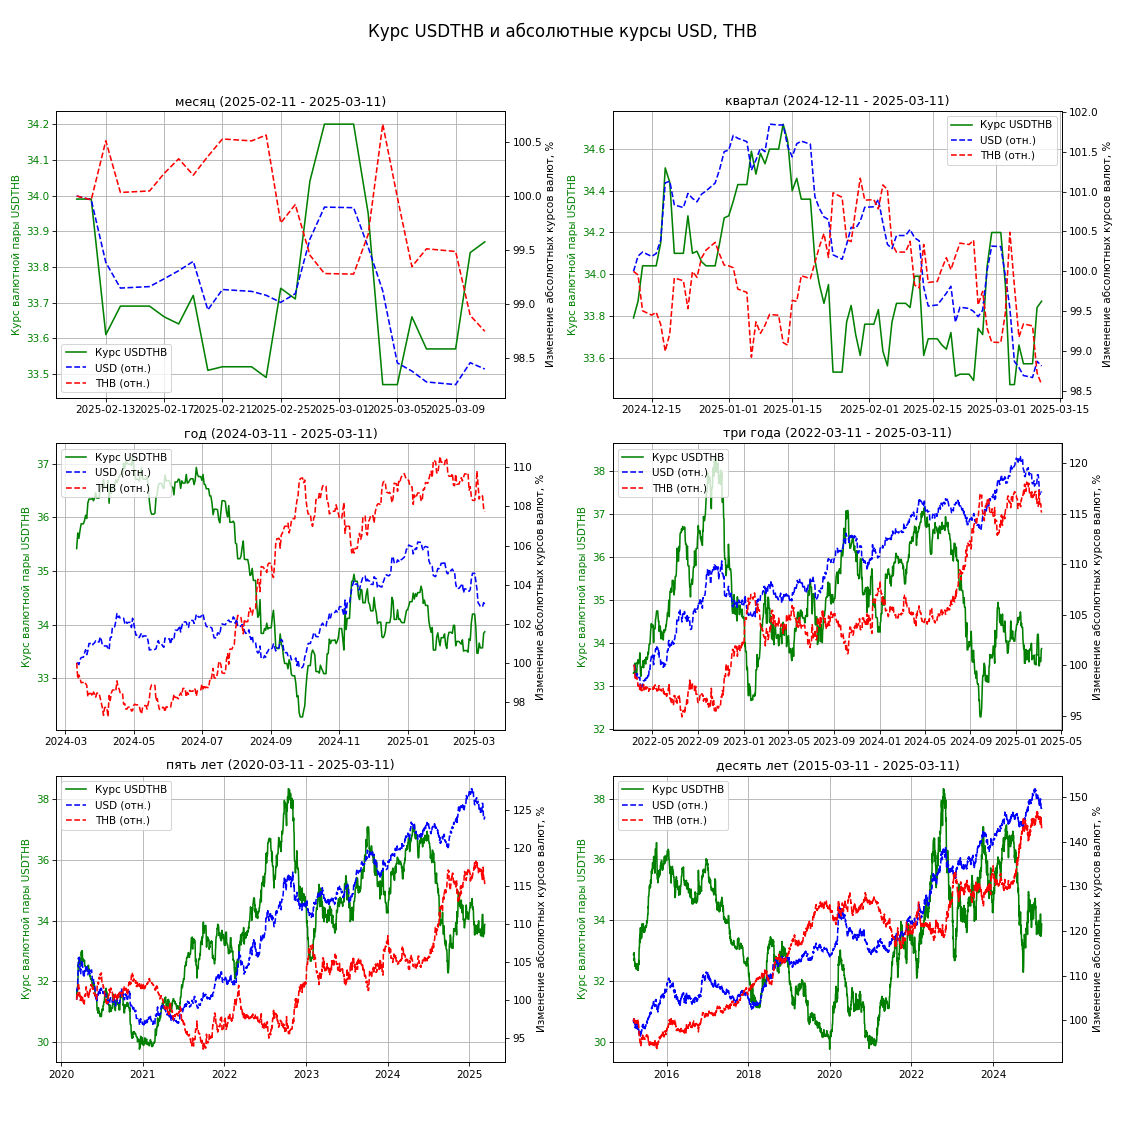 Курс USDTHB и абсолютные курсы USD, THB
месяц (2025-02-11 - 2025-03-11)
Курс валютной пары USDTHB
34.2
34.1
34.0
33.9
33.8
33.7
33.6
33.5
Курс USDTHB
USD (отн.)
THB (отн.)
100.5
100.0
99.5
99.0
98.5
Изменение абсолютных курсов валют, %
2025-02-13 2025-02-17 2025-02-21 2025-02-25 2025-03-01 2025-03-05 2025-03-09
квартал (2024-12-11 - 2025-03-11)
Курс валютной пары USDTHB
34.6
34.4
34.2
34.0
33.8
33.6
Курс USDTHB
USD (отн.)
THB (отн.)
102.0
101.5
101.0
100.5
100.0
99.5
99.0
98.5
Изменение абсолютных курсов валют, %
2024-12-15 2025-01-01 2025-01-15 2025-02-01 2025-02-15 2025-03-01 2025-03-15
год (2024-03-11 - 2025-03-11)
Курс валютной пары USDTHB
37
36
35
34
33
Курс USDTHB
USD (отн.)
THB (отн.)
110
108
106
104
102
100
98
Изменение абсолютных курсов валют, %
2024-03 2024-05 2024-07 2024-09 2024-11 2025-01 2025-03
три года (2022-03-11 - 2025-03-11)
Курс валютной пары USDTHB
38
37
36
35
34
33
32
Курс USDTHB
USD (отн.)
THB (отн.)
120
115
110
105
100
95
Изменение абсолютных курсов валют, %
2022-05 2022-09 2023-01 2023-05 2023-09 2024-01 2024-05 2024-09 2025-01 2025-05
пять лет (2020-03-11 - 2025-03-11)
Курс валютной пары USDTHB
38
36
34
32
30
Курс USDTHB
USD (отн.)
THB (отн.)
125
120
115
110
105
100
95
Изменение абсолютных курсов валют, %
2020 2021 2022 2023 2024 2025
десять лет (2015-03-11 - 2025-03-11)
Курс валютной пары USDTHB
38
36
34
32
30
Курс USDTHB
USD (отн.)
THB (отн.)
150
140
130
120
110
100
Изменение абсолютных курсов валют, %
2016 2018 2020 2022 2024